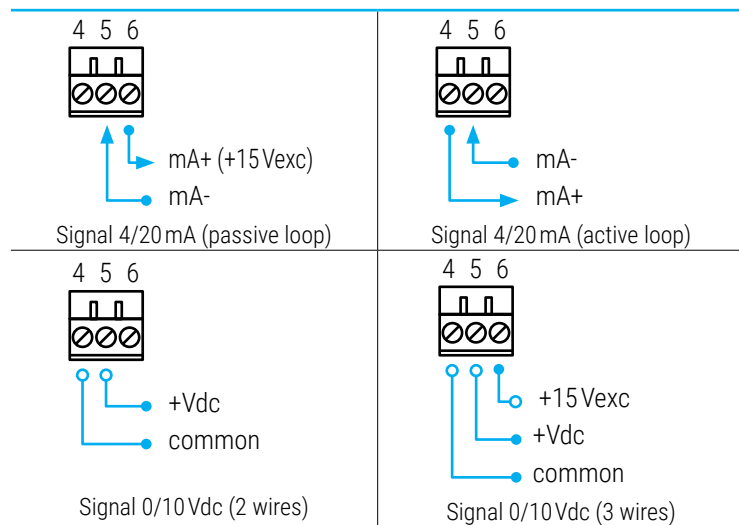 4 5 6
mA+ (+15 Vexc)
mA-
Signal 4/20 mA (passive loop)
4 5 6
mA-
mA+
Signal 4/20 mA (active loop)
4 5 6
+Vdc
common
Signal 0/10 Vdc (2 wires)
4 5 6
+15 Vexc
+Vdc
common
Signal 0/10 Vdc (3 wires)